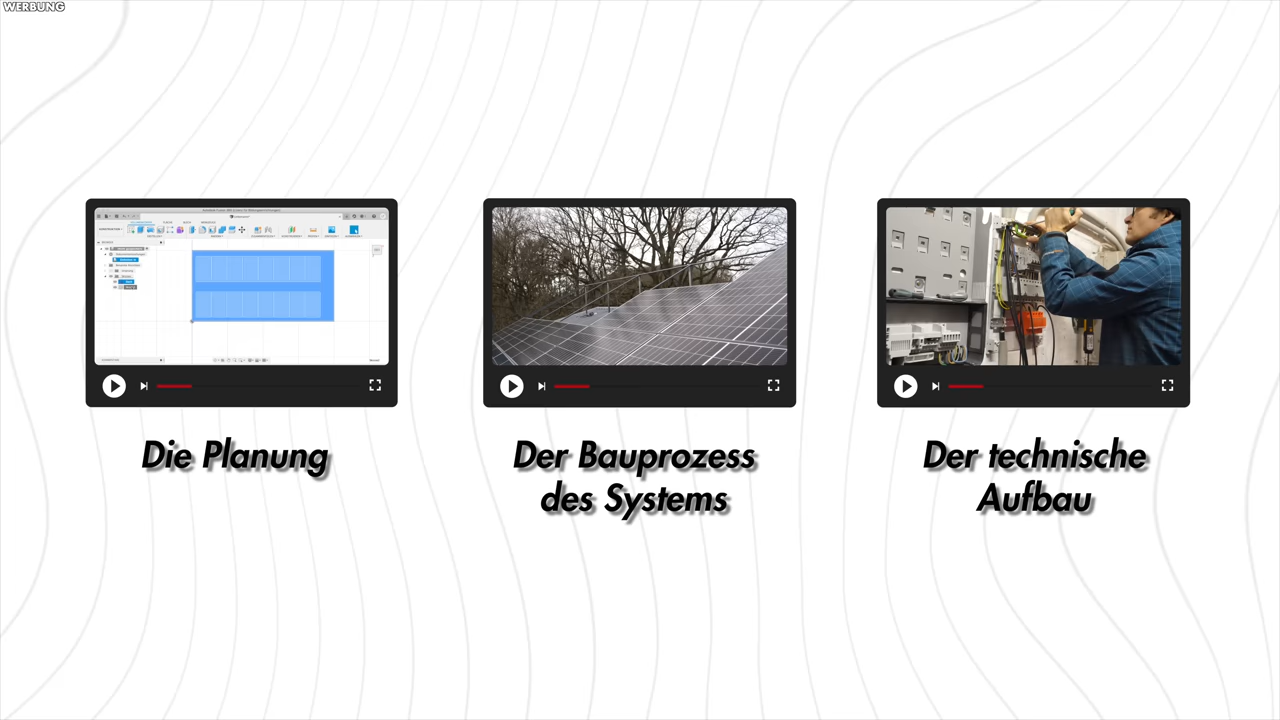 WERBUNG
Die Planung
Der Bauprozess
des Systems
Der technische
Aufbau